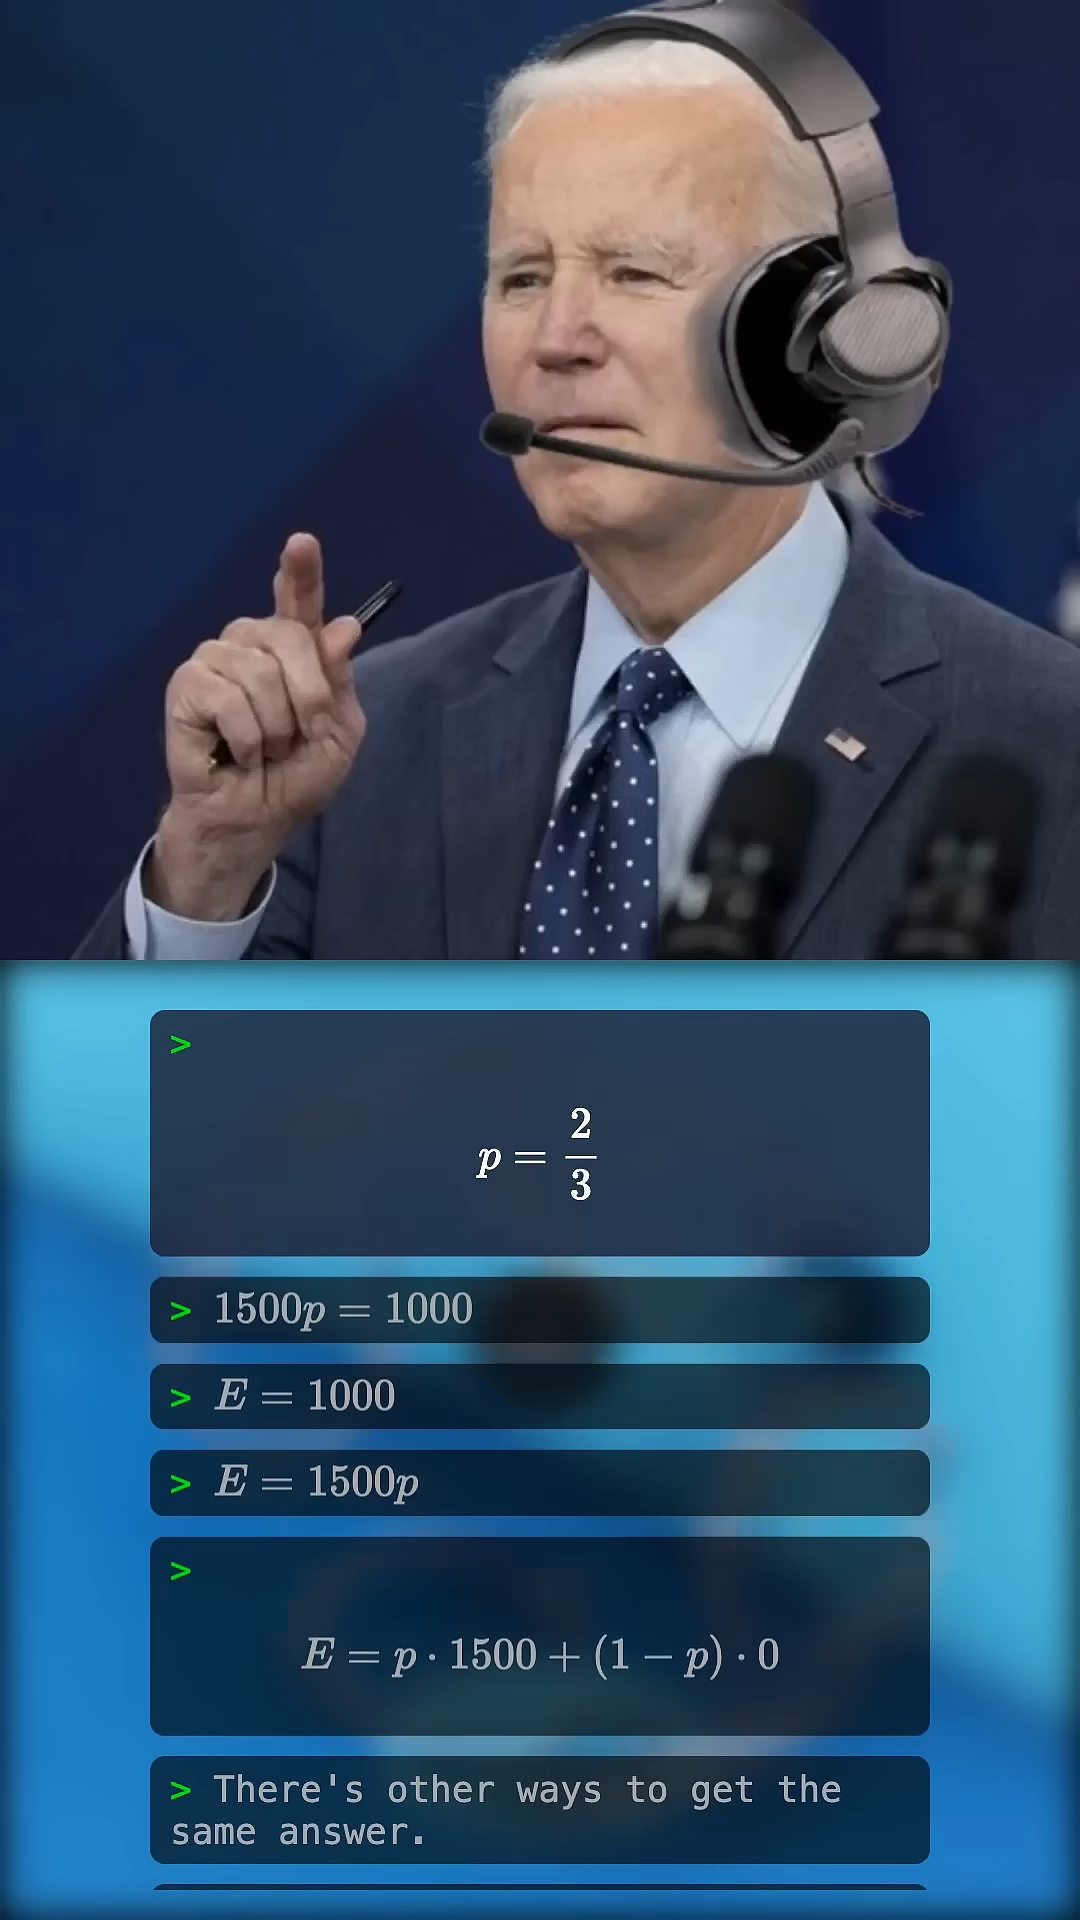 >
p = 2/3
> 1500p = 1000
> E = 1000
> E = 1500p
>
E = p · 1500 + (1 − p) · 0
> There's other ways to get the
same answer.